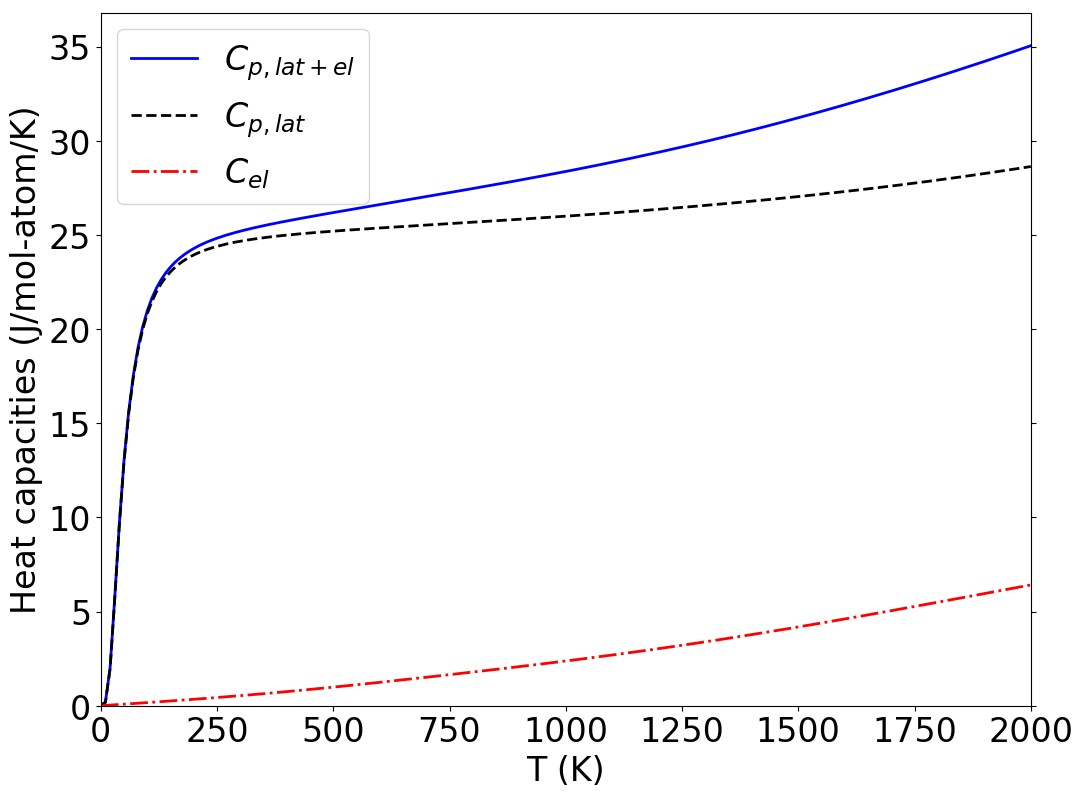 35
30
25
20
15
10
5
0
Heat capacities (J/mol-atom/K)
C_{p, lat+el}
C_{p, lat}
C_{el}
0 250 500 750 1000 1250 1500 1750 2000
T (K)